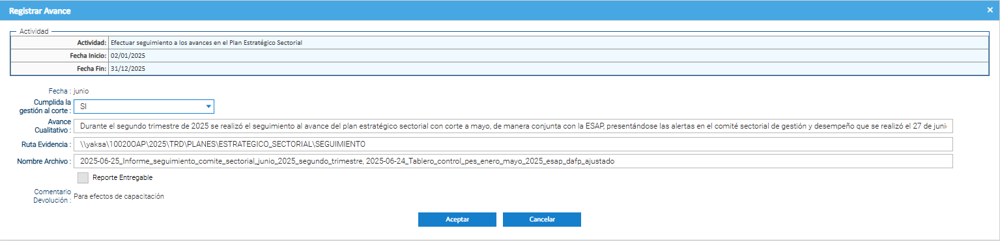 Registrar Avance
Actividad
Actividad: Efectuar seguimiento a los avances en el Plan Estratégico Sectorial
Fecha Inicio: 02/01/2025
Fecha Fin: 31/12/2025
Fecha : junio
Cumplida la
gestión al corte : SI
Avance
Cualitativo : Durante el segundo trimestre de 2025 se realizó el seguimiento al avance del plan estratégico sectorial con corte a mayo, de manera conjunta con la ESAP, presentándose las alertas en el comité sectorial de gestión y desempeño que se realizó el 27 de juni
Ruta Evidencia : \\yaksa\10020OAP\2025\TRD\PLANES\ESTRATEGICO_SECTORIAL\SEGUIMIENTO
Nombre Archivo : 2025-06-25_Informe_seguimiento_comite_sectorial_junio_2025_segundo_trimestre, 2025-06-24_Tablero_control_pes_enero_mayo_2025_esap_dafp_ajustado
Reporte Entregable
Comentario
Devolución : Para efectos de capacitación
Aceptar Cancelar